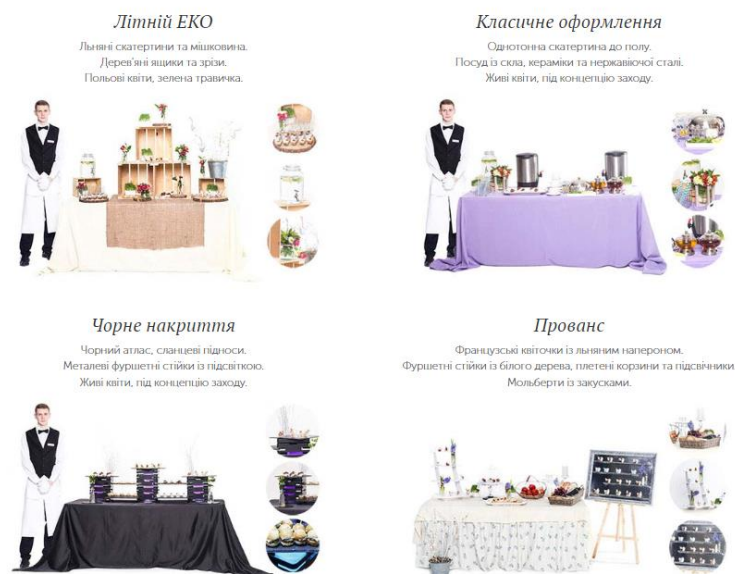 Літній ЕКО
Льняні скатертини та мішковина.
Дерев'яні ящики та зрізи.
Польові квіти, зелена травичка.
Класичне оформлення
Однотонна скатертина до полу.
Посуд із скла, кераміки та нержавіючої сталі.
Живі квіти, під концепцію заходу.
Чорне накриття
Чорний атлас, сланцеві підноси.
Металеві фуршетні стійки із підсвіткою.
Живі квіти, під концепцію заходу.
Прованс
Французські квіточки із льняним напероном.
Фуршетні стійки із білого дерева, плетені корзини та підсвічники
Мольберти із закусками.